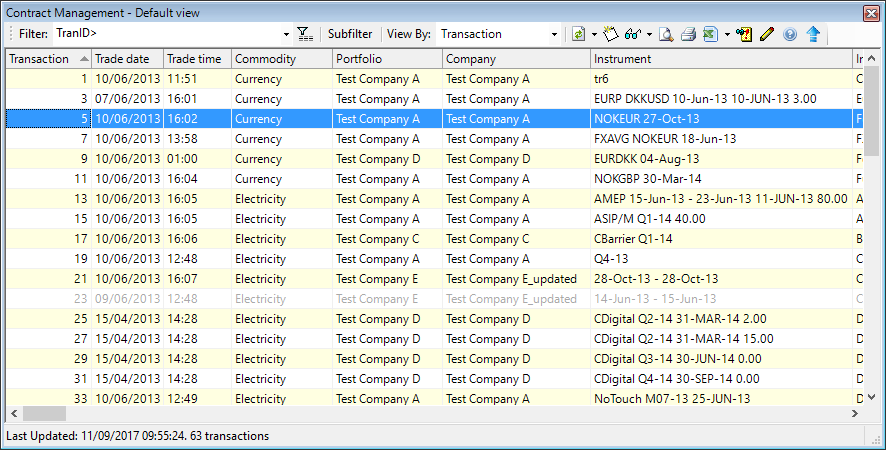 Contract Management - Default view
Filter: TranID> Subfilter View By: Transaction
Transaction Trade date Trade time Commodity Portfolio Company Instrument In
1 10/06/2013 11:51 Currency Test Company A Test Company A tr6 C
3 07/06/2013 16:01 Currency Test Company A Test Company A EURP DKKUSD 10-Jun-13 10-JUN-13 3.00 E
5 10/06/2013 16:02 Currency Test Company A Test Company A NOKEUR 27-Oct-13 F
7 10/06/2013 13:58 Currency Test Company A Test Company A FXAVG NOKEUR 18-Jun-13 F
9 10/06/2013 01:00 Currency Test Company D Test Company D EURDKK 04-Aug-13 F
11 10/06/2013 16:04 Currency Test Company A Test Company A NOKGBP 30-Mar-14 C
13 10/06/2013 16:05 Electricity Test Company A Test Company A AMEP 15-Jun-13 - 23-Jun-13 11-JUN-13 80.00 A
15 10/06/2013 16:05 Electricity Test Company A Test Company A ASIP/M Q1-14 40.00 A
17 10/06/2013 16:06 Electricity Test Company C Test Company C CBarrier Q1-14 B
19 10/06/2013 12:48 Electricity Test Company A Test Company A Q4-13 C
21 10/06/2013 16:07 Electricity Test Company E Test Company E_updated 28-Oct-13 - 28-Oct-13 C
23 09/06/2013 12:48 Electricity Test Company E Test Company E_updated 14-Jun-13 - 15-Jun-13 C
25 15/04/2013 14:28 Electricity Test Company D Test Company D CDigital Q2-14 31-MAR-14 2.00 D
27 15/04/2013 14:28 Electricity Test Company D Test Company D CDigital Q2-14 31-MAR-14 15.00 D
29 15/04/2013 14:28 Electricity Test Company D Test Company D CDigital Q3-14 30-JUN-14 0.00 D
31 15/04/2013 14:28 Electricity Test Company D Test Company D CDigital Q4-14 30-SEP-14 0.00 D
33 10/06/2013 12:49 Electricity Test Company A Test Company A NoTouch M07-13 25-JUN-13 D
Last Updated: 11/09/2017 09:55:24. 63 transactions